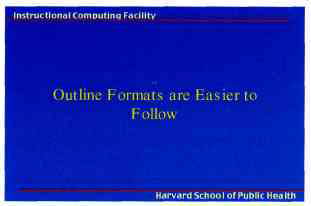 Instructional Computing Facility
Outline Formats are Easier to
Follow
Harvard School of Public Health